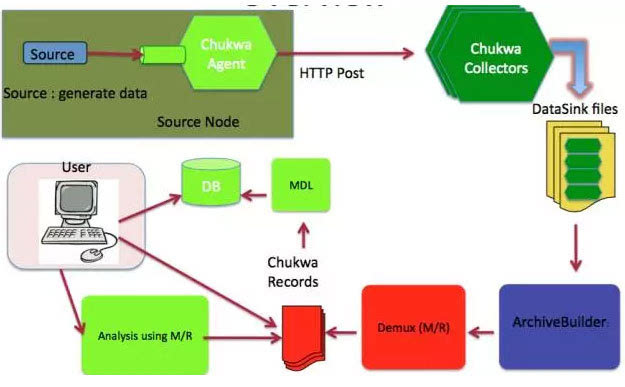 Source
Chukwa
Agent
Source : generate data
Source Node
HTTP Post
Chukwa
Collectors
DataSink files
User
DB
MDL
Chukwa
Records
Analysis using M/R
Demux (M/R)
ArchiveBuilder: